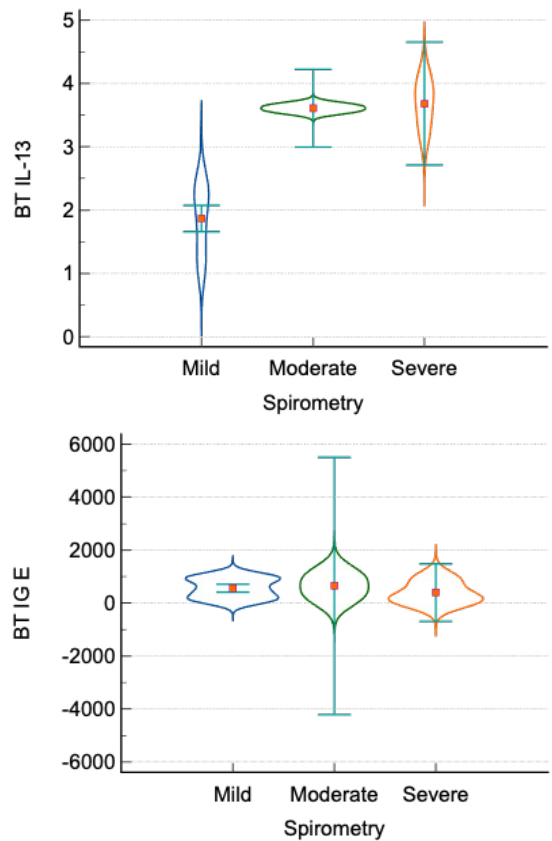 5
4
3
2
1
0
BT IL-13
Mild Moderate Severe
Spirometry
6000
4000
2000
0
-2000
-4000
-6000
BT IG E
Mild Moderate Severe
Spirometry